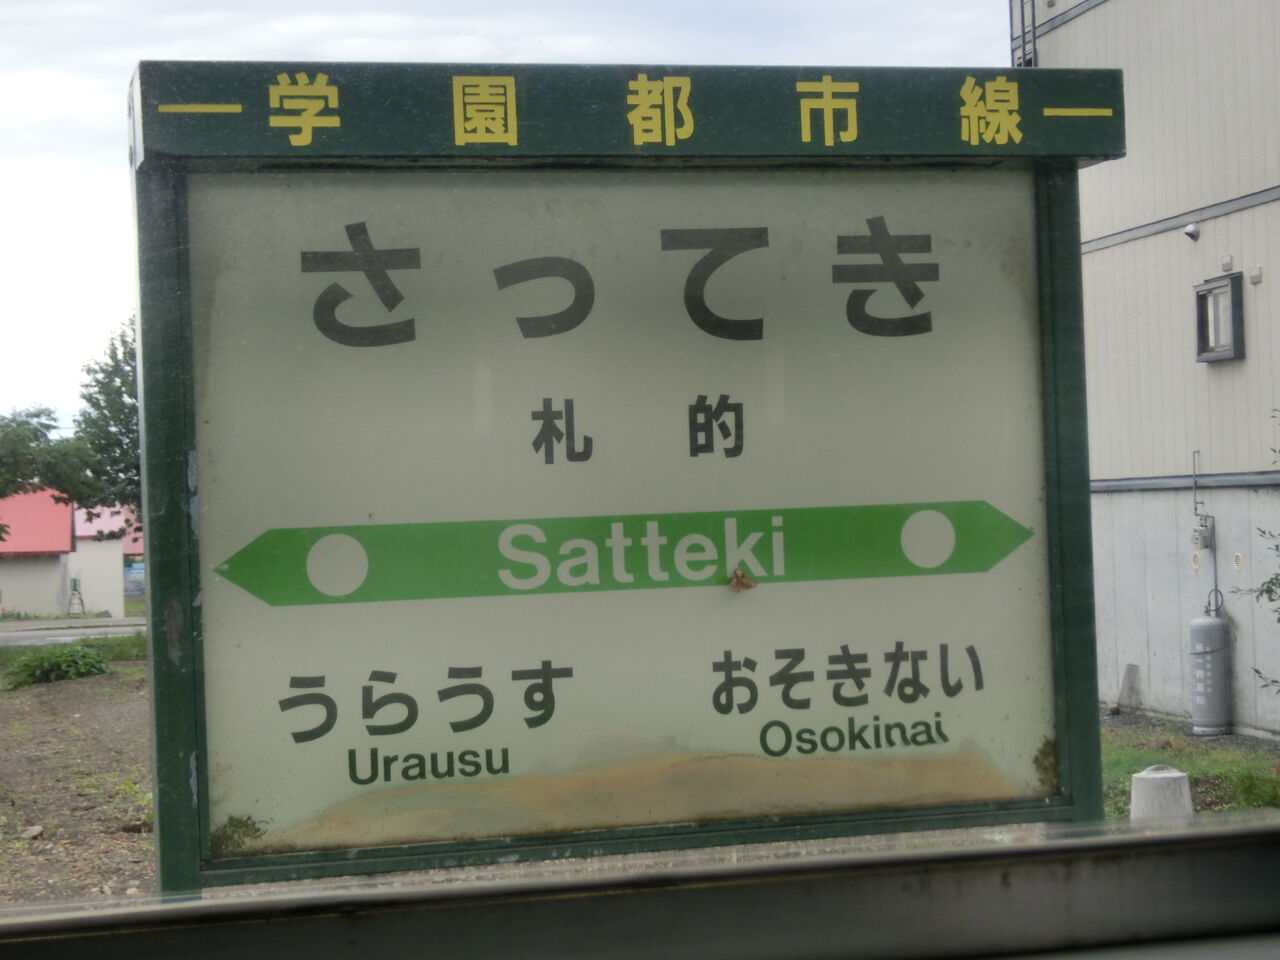 学園都市線
さってき
札的
Satteki
うらうす おそきない
Urausu Osokinai